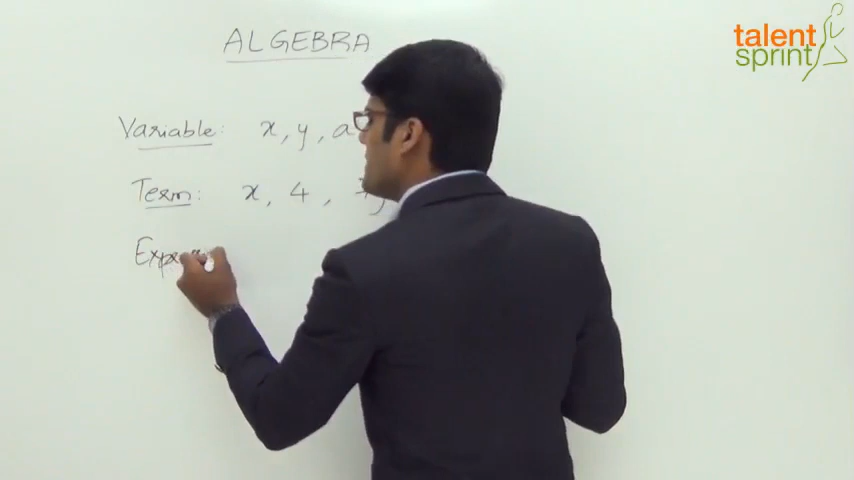 ALGEBRA
talent
sprint
Variable: x, y, a
Term: x, 4,